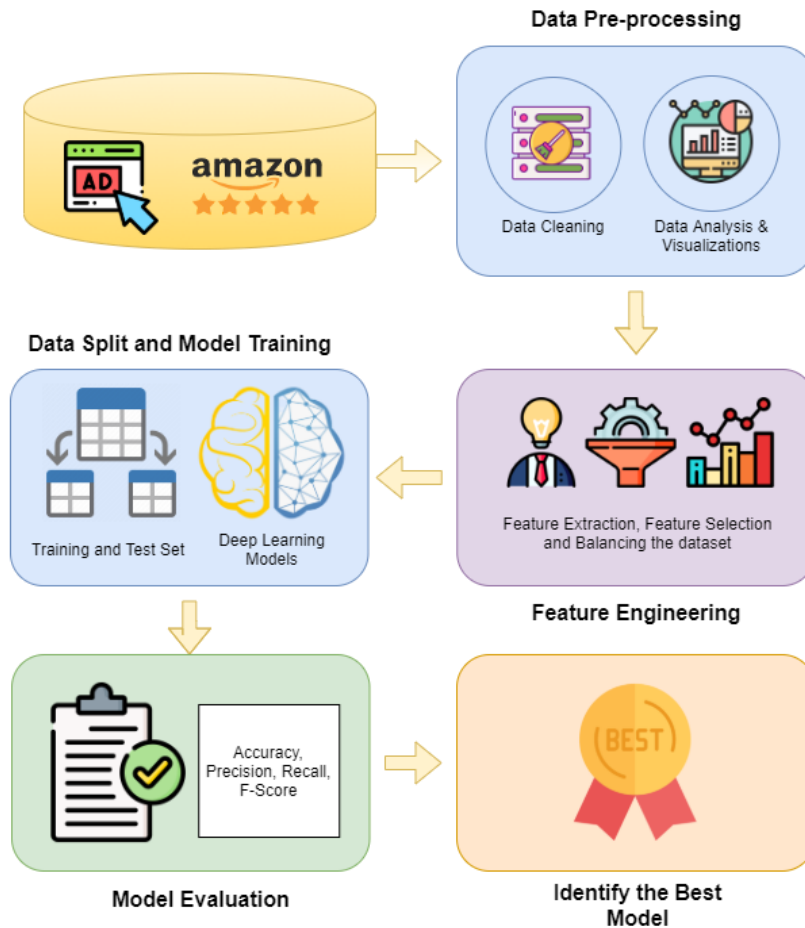 Data Pre-processing
AD
amazon
Data Cleaning
Data Analysis &
Visualizations
Data Split and Model Training
Training and Test Set
Deep Learning
Models
Feature Extraction, Feature Selection
and Balancing the dataset
Feature Engineering
Accuracy,
Precision, Recall,
F-Score
Model Evaluation
BEST
Identify the Best
Model